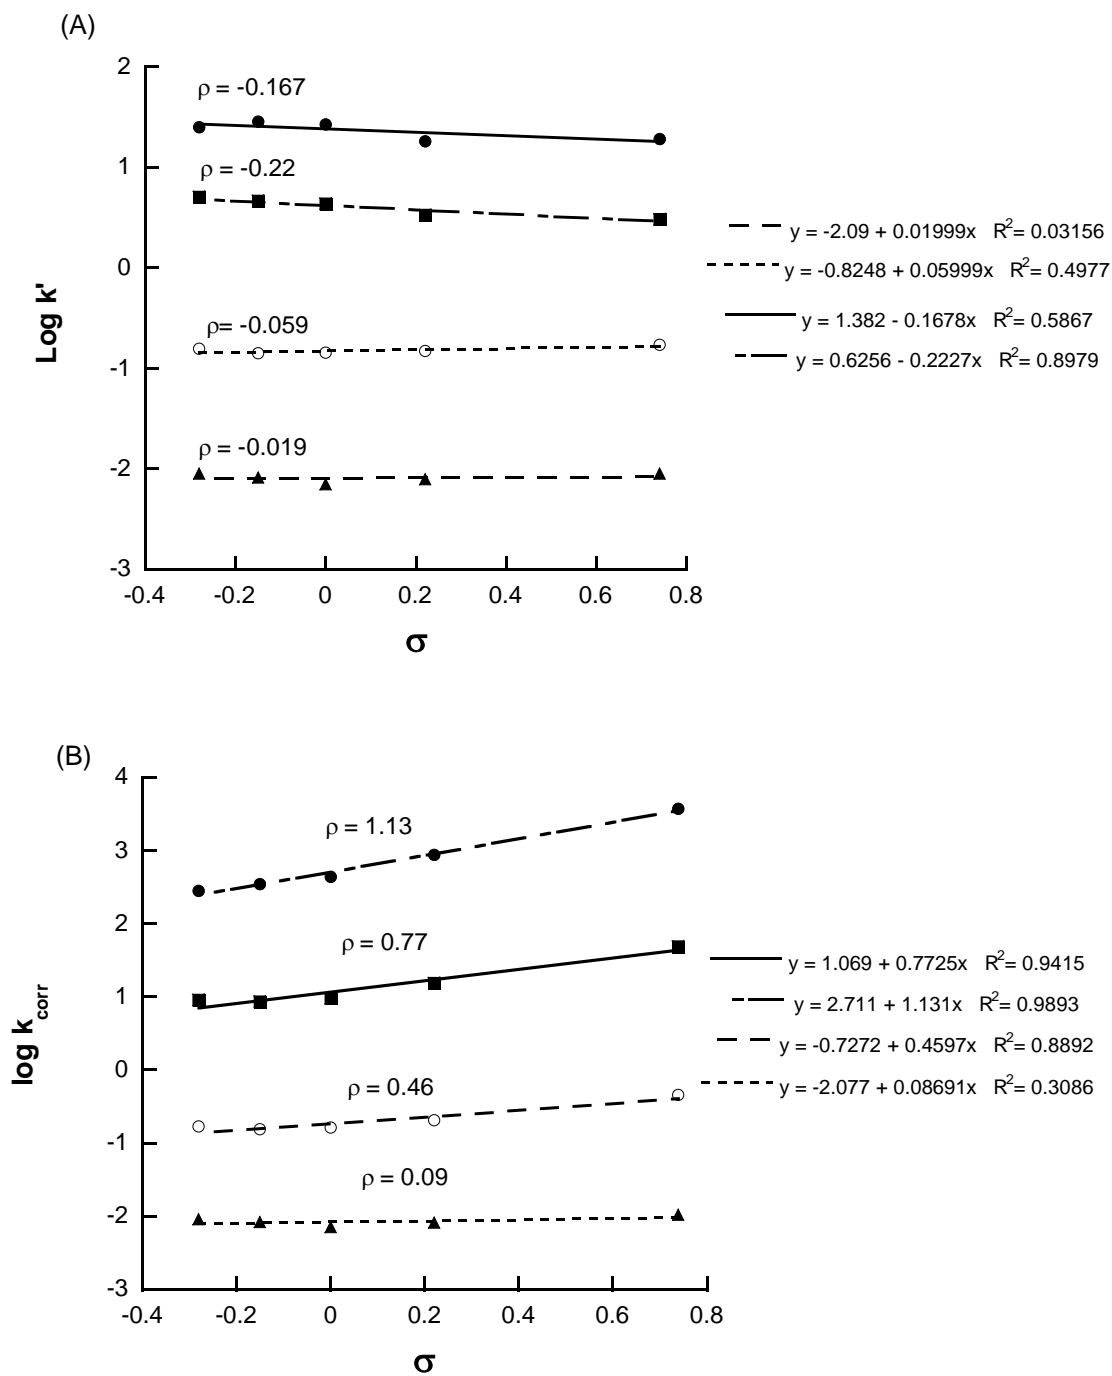 (A)
2
ρ = -0.167
1
ρ = -0.22
y = -2.09 + 0.01999x R²= 0.03156
0
y = -0.8248 + 0.05999x R²= 0.4977
Log k'
y = 1.382 - 0.1678x R²= 0.5867
ρ= -0.059
y = 0.6256 - 0.2227x R²= 0.8979
-1
ρ = -0.019
-2
-3
-0.4 -0.2 0 0.2 0.4 0.6 0.8
σ
(B)
4
ρ = 1.13
3
2
ρ = 0.77
y = 1.069 + 0.7725x R²= 0.9415
1
y = 2.711 + 1.131x R²= 0.9893
log k_corr
y = -0.7272 + 0.4597x R²= 0.8892
0
ρ = 0.46
y = -2.077 + 0.08691x R²= 0.3086
-1
ρ = 0.09
-2
-3
-0.4 -0.2 0 0.2 0.4 0.6 0.8
σ